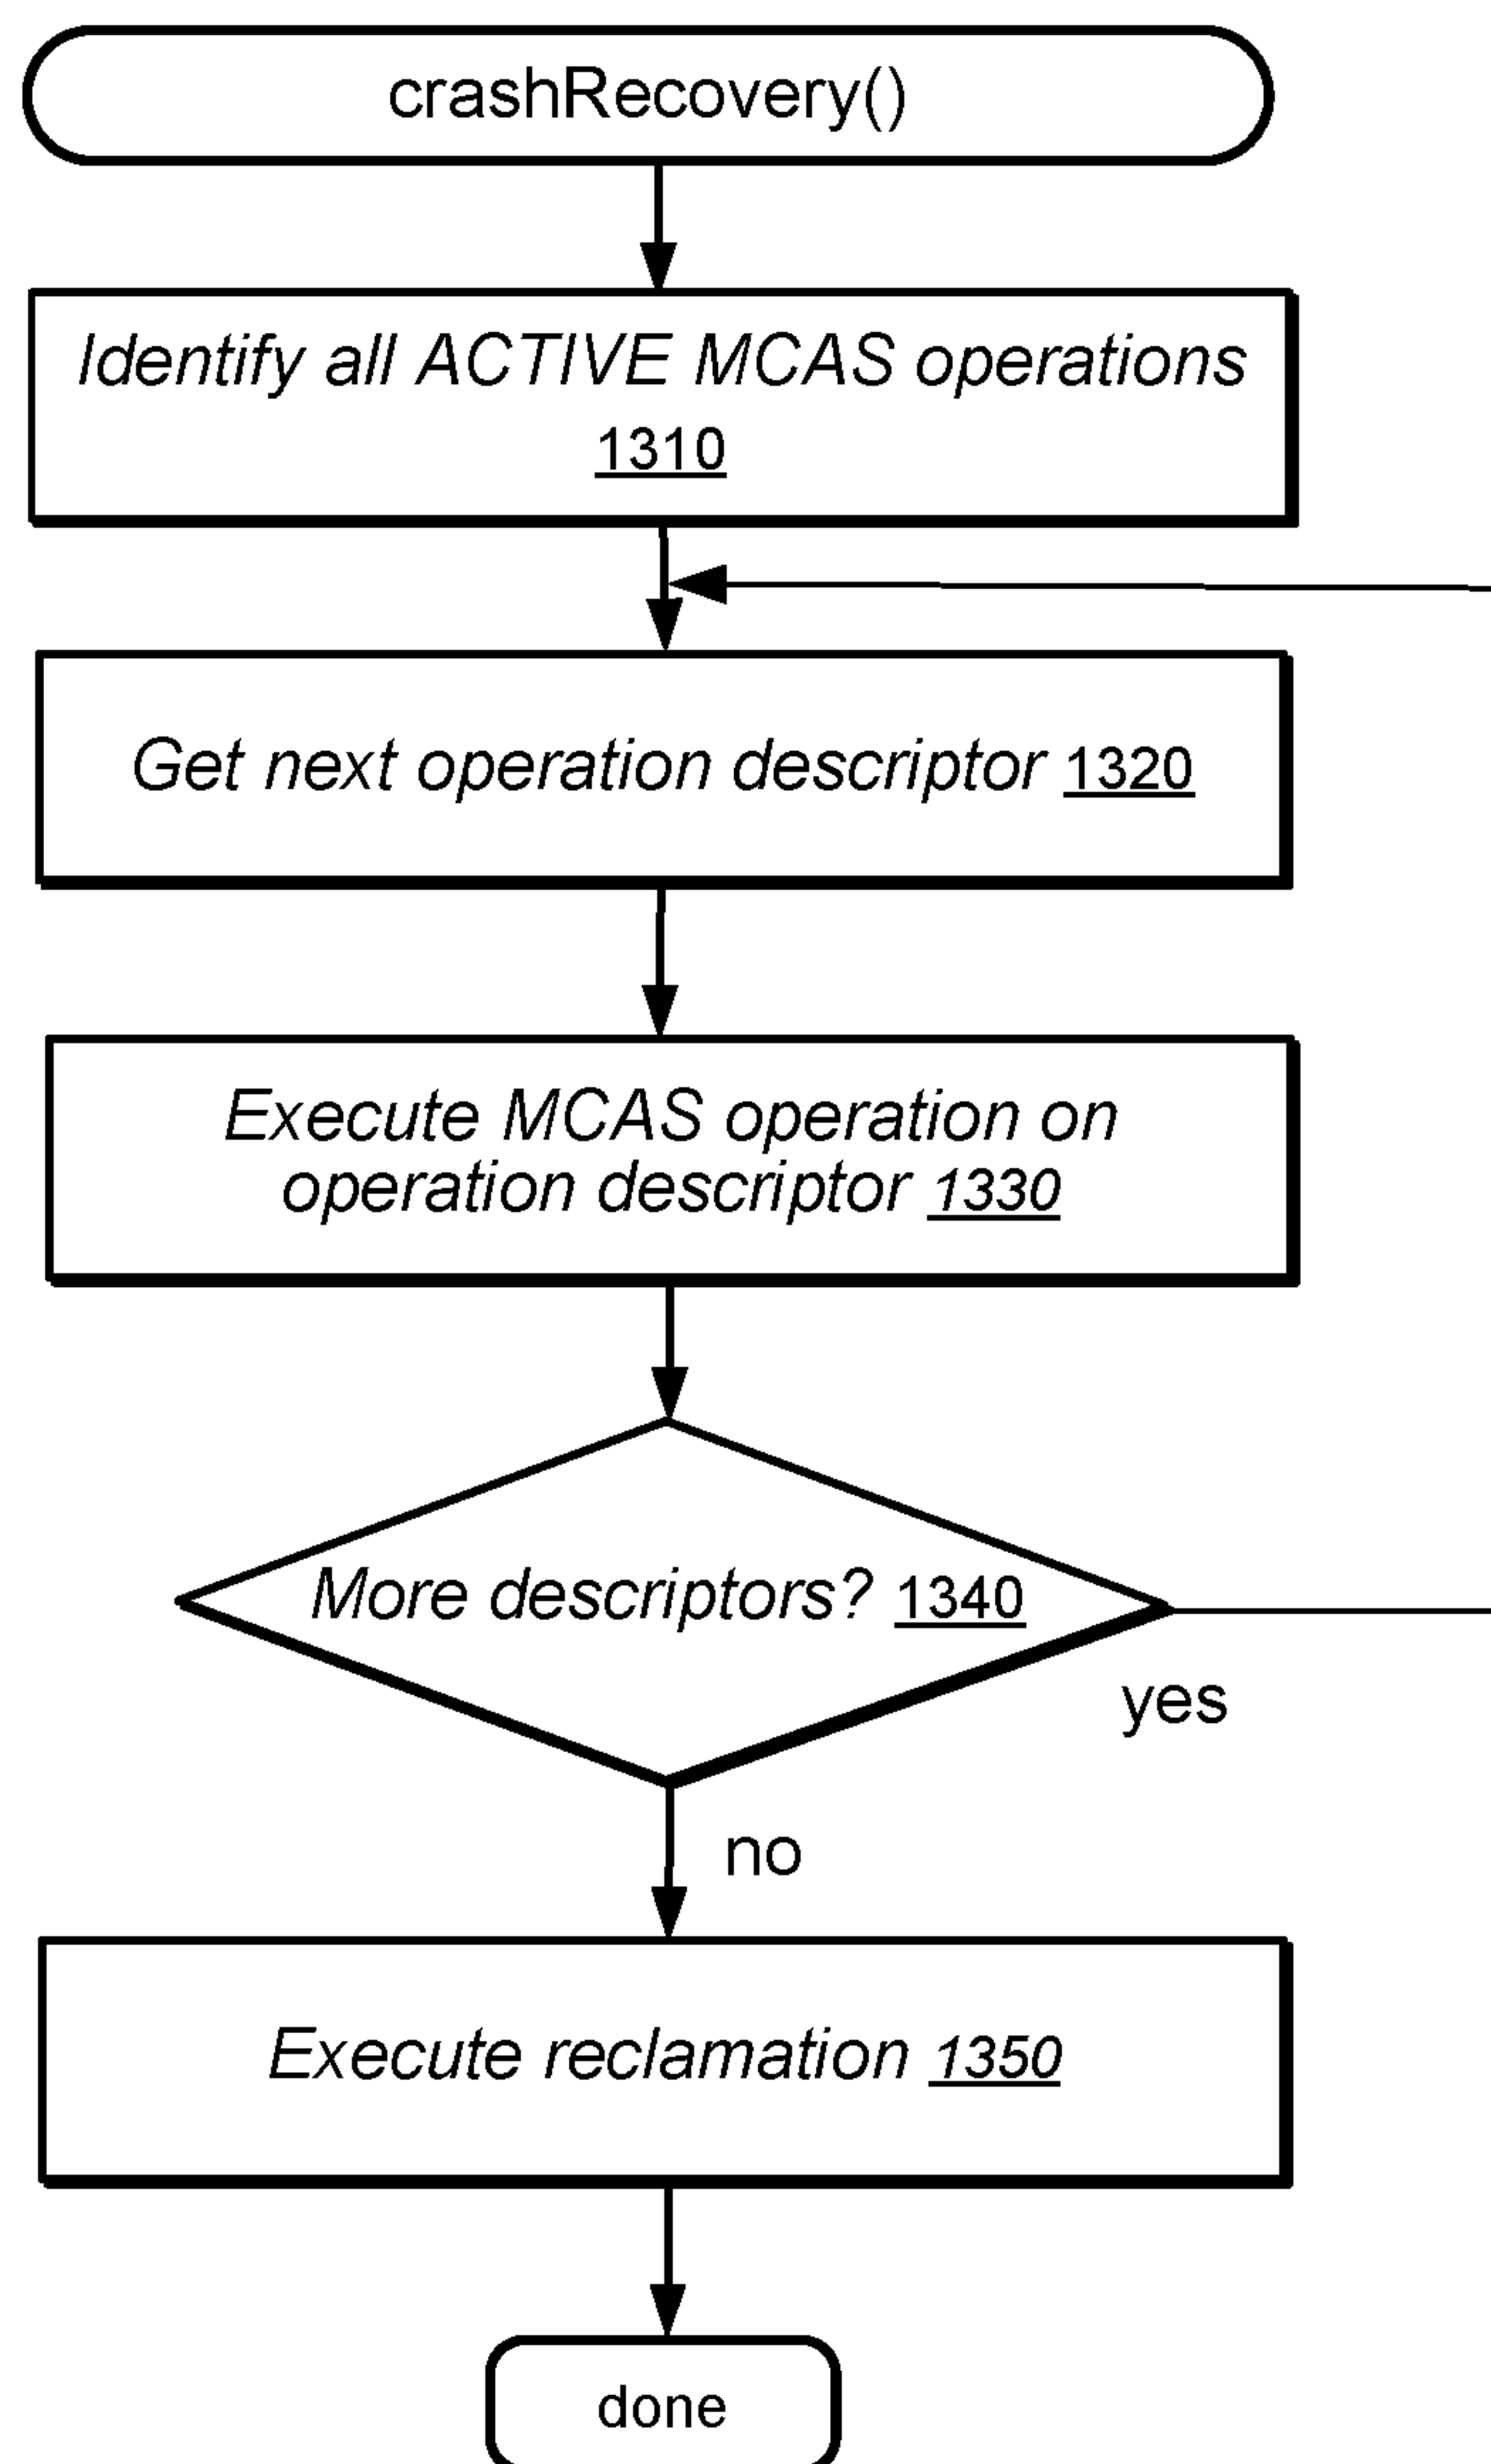 crashRecovery()
Identify all ACTIVE MCAS operations
1310
Get next operation descriptor 1320
Execute MCAS operation on
operation descriptor 1330
More descriptors? 1340
yes
no
Execute reclamation 1350
done